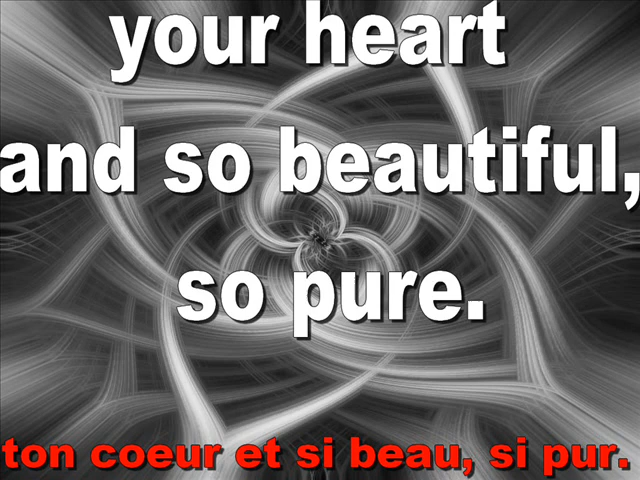 your heart
and so beautiful,
so pure.
ton coeur et si beau, si pur.